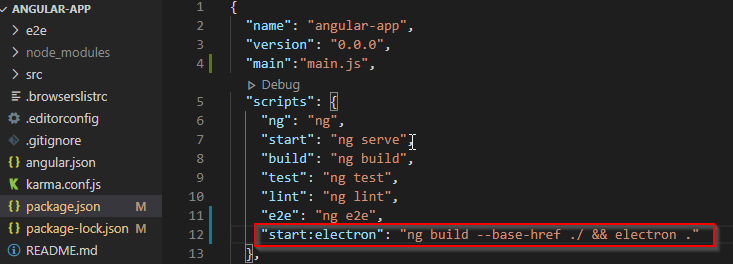 ANGULAR-APP
e2e
node_modules
src
.browserslistrc
.editorconfig
.gitignore
angular.json
karma.conf.js
package.json M
package-lock.json M
README.md
1 {
2 "name": "angular-app",
3 "version": "0.0.0",
4 "main":"main.js",
Debug
5 "scripts": {
6 "ng": "ng",
7 "start": "ng serve",
8 "build": "ng build",
9 "test": "ng test",
10 "lint": "ng lint",
11 "e2e": "ng e2e",
12 "start:electron": "ng build --base-href ./ && electron ."
13 },